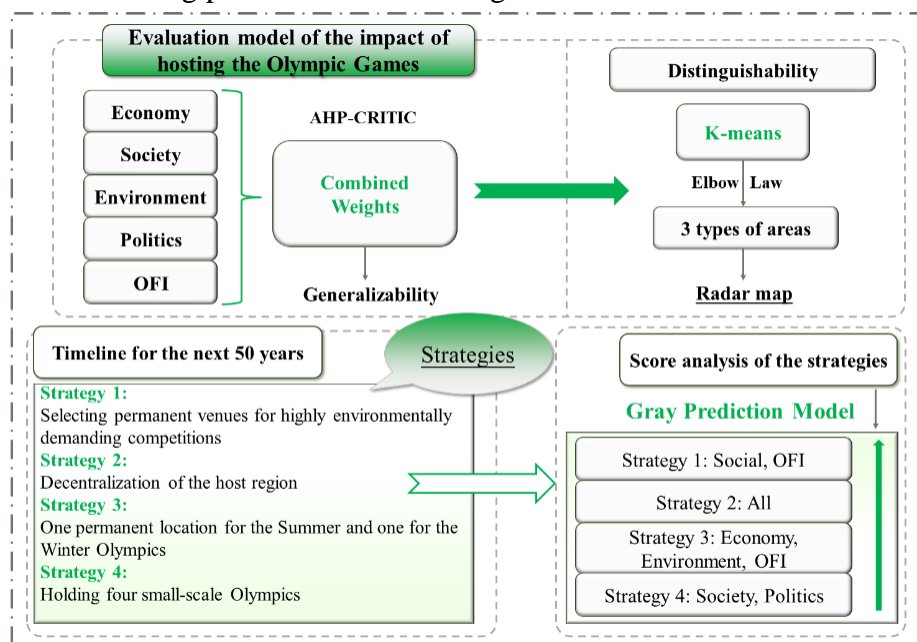 Evaluation model of the impact of
hosting the Olympic Games
Economy
Society
Environment
Politics
OFI
AHP-CRITIC
Combined
Weights
Generalizability
Distinguishability
K-means
Elbow Law
3 types of areas
Radar map
Timeline for the next 50 years
Strategies
Strategy 1:
Selecting permanent venues for highly environmentally
demanding competitions
Strategy 2:
Decentralization of the host region
Strategy 3:
One permanent location for the Summer and one for the
Winter Olympics
Strategy 4:
Holding four small-scale Olympics
Score analysis of the strategies
Gray Prediction Model
Strategy 1: Social, OFI
Strategy 2: All
Strategy 3: Economy,
Environment, OFI
Strategy 4: Society, Politics